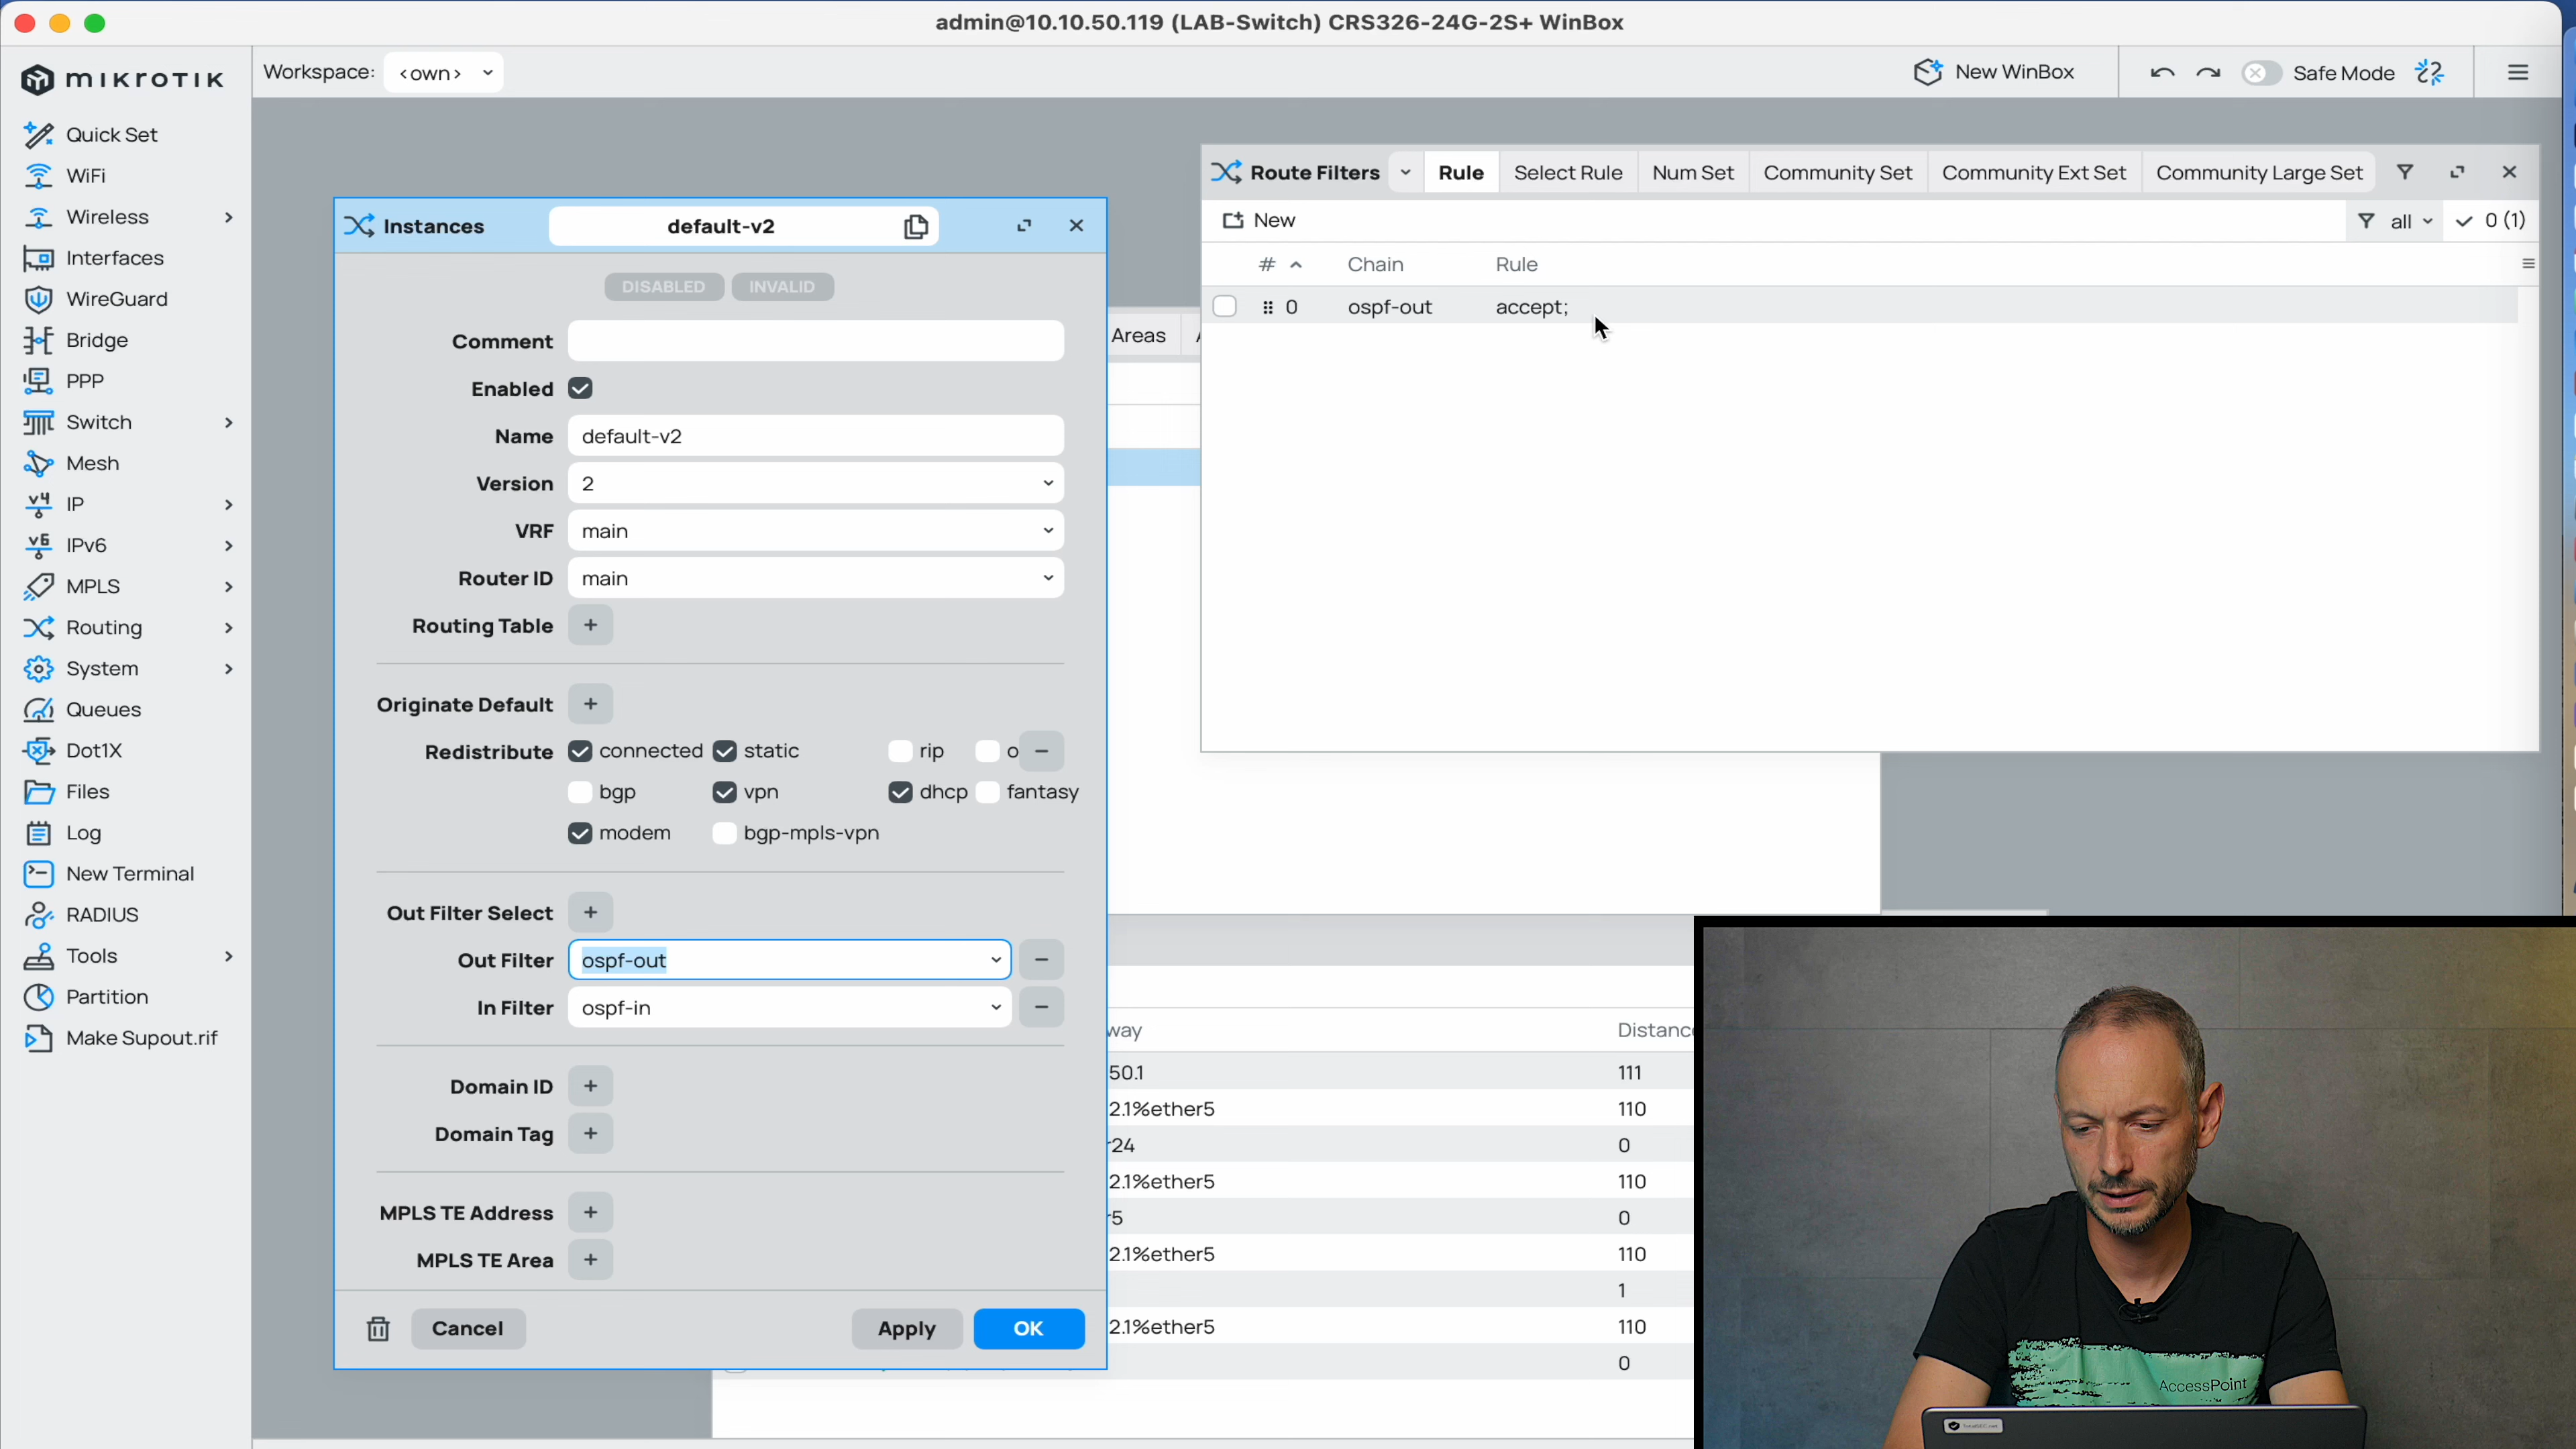 admin@10.10.50.119 (LAB-Switch) CRS326-24G-2S+ WinBox
mikrotik
Workspace: <own>
New WinBox
Safe Mode
Quick Set
WiFi
Wireless
Interfaces
WireGuard
Bridge
PPP
Switch
Mesh
IP
IPv6
MPLS
Routing
System
Queues
Dot1X
Files
Log
New Terminal
RADIUS
Tools
Partition
Make Supout.rif
Instances default-v2
DISABLED INVALID
Comment
Enabled
Name default-v2
Version 2
VRF main
Router ID main
Routing Table +
Originate Default +
Redistribute connected static rip o −
bgp vpn dhcp fantasy
modem bgp-mpls-vpn
Out Filter Select +
Out Filter ospf-out −
In Filter ospf-in −
Domain ID +
Domain Tag +
MPLS TE Address +
MPLS TE Area +
Cancel Apply OK
Areas
Route Filters Rule Select Rule Num Set Community Set Community Ext Set Community Large Set
New all 0 (1)
# Chain Rule
0 ospf-out accept;
way Distance
50.1 111
2.1%ether5 110
r24 0
2.1%ether5 110
r5 0
2.1%ether5 110
1
2.1%ether5 110
0
AccessPoint